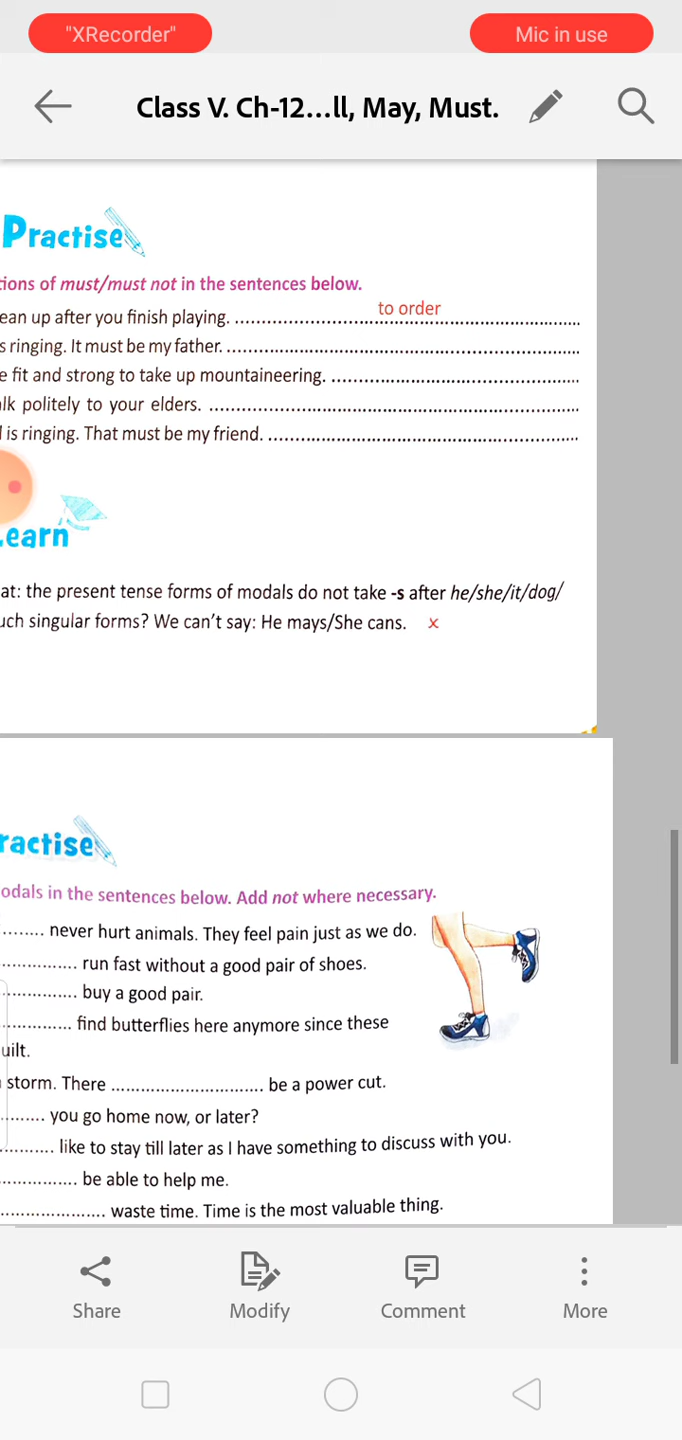 "XRecorder"
Mic in use
Class V. Ch-12...ll, May, Must.
Practise
tions of must/must not in the sentences below.
to order
ean up after you finish playing. ................
s ringing. It must be my father. ................
e fit and strong to take up mountaineering. ................
alk politely to your elders. ................
l is ringing. That must be my friend. ................
Learn
at: the present tense forms of modals do not take -s after he/she/it/dog/
uch singular forms? We can't say: He mays/She cans. x
ractise
odals in the sentences below. Add not where necessary.
........ never hurt animals. They feel pain just as we do.
.............. run fast without a good pair of shoes.
.............. buy a good pair.
............. find butterflies here anymore since these
uilt.
storm. There ............................ be a power cut.
........ you go home now, or later?
.......... like to stay till later as I have something to discuss with you.
.............. be able to help me.
................... waste time. Time is the most valuable thing.
Share
Modify
Comment
More